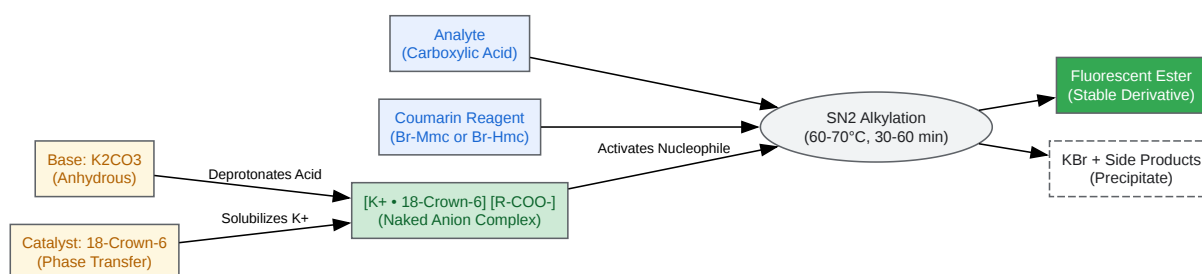 Analyte
(Carboxylic Acid)
Coumarin Reagent
(Br-Mmc or Br-Hmc)
Base: K2CO3
(Anhydrous)
Deprotonates Acid
Catalyst: 18-Crown-6
(Phase Transfer)
Solubilizes K+
[K+ • 18-Crown-6] [R-COO-]
(Naked Anion Complex)
Activates Nucleophile
SN2 Alkylation
(60-70°C, 30-60 min)
Fluorescent Ester
(Stable Derivative)
KBr + Side Products
(Precipitate)